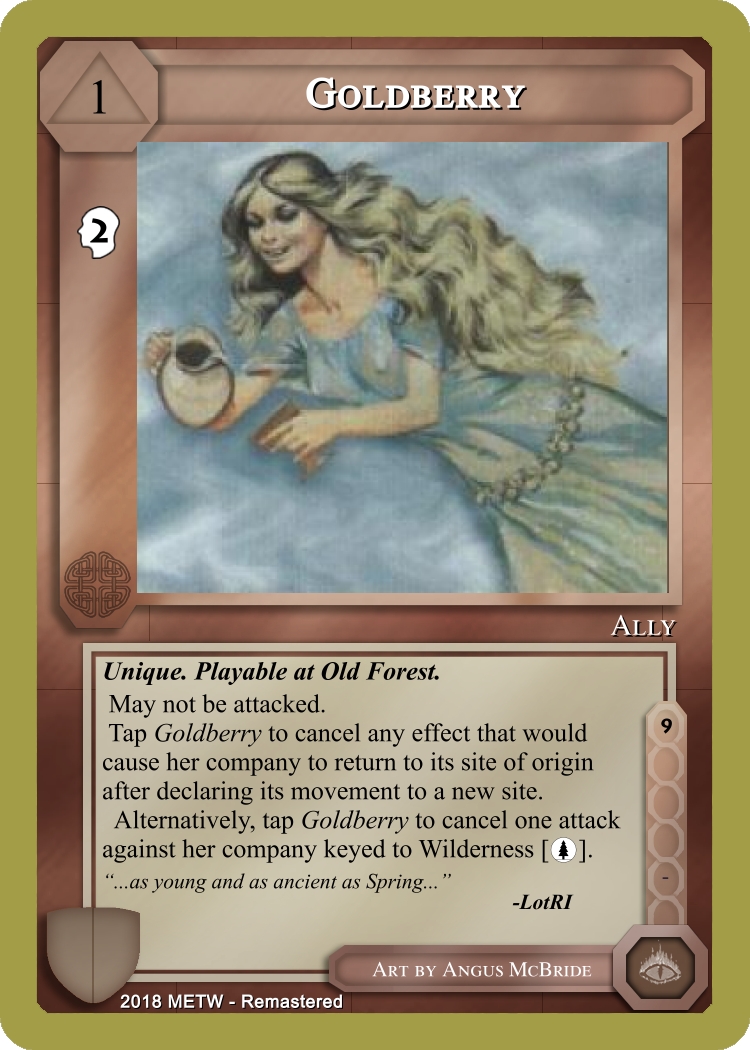 1
GOLDBERRY
2
ALLY
Unique. Playable at Old Forest.
May not be attacked.
Tap Goldberry to cancel any effect that would
cause her company to return to its site of origin
after declaring its movement to a new site.
Alternatively, tap Goldberry to cancel one attack
against her company keyed to Wilderness [ ].
“...as young and as ancient as Spring...”
-LotRI
9
-
ART BY ANGUS MCBRIDE
2018 METW - Remastered